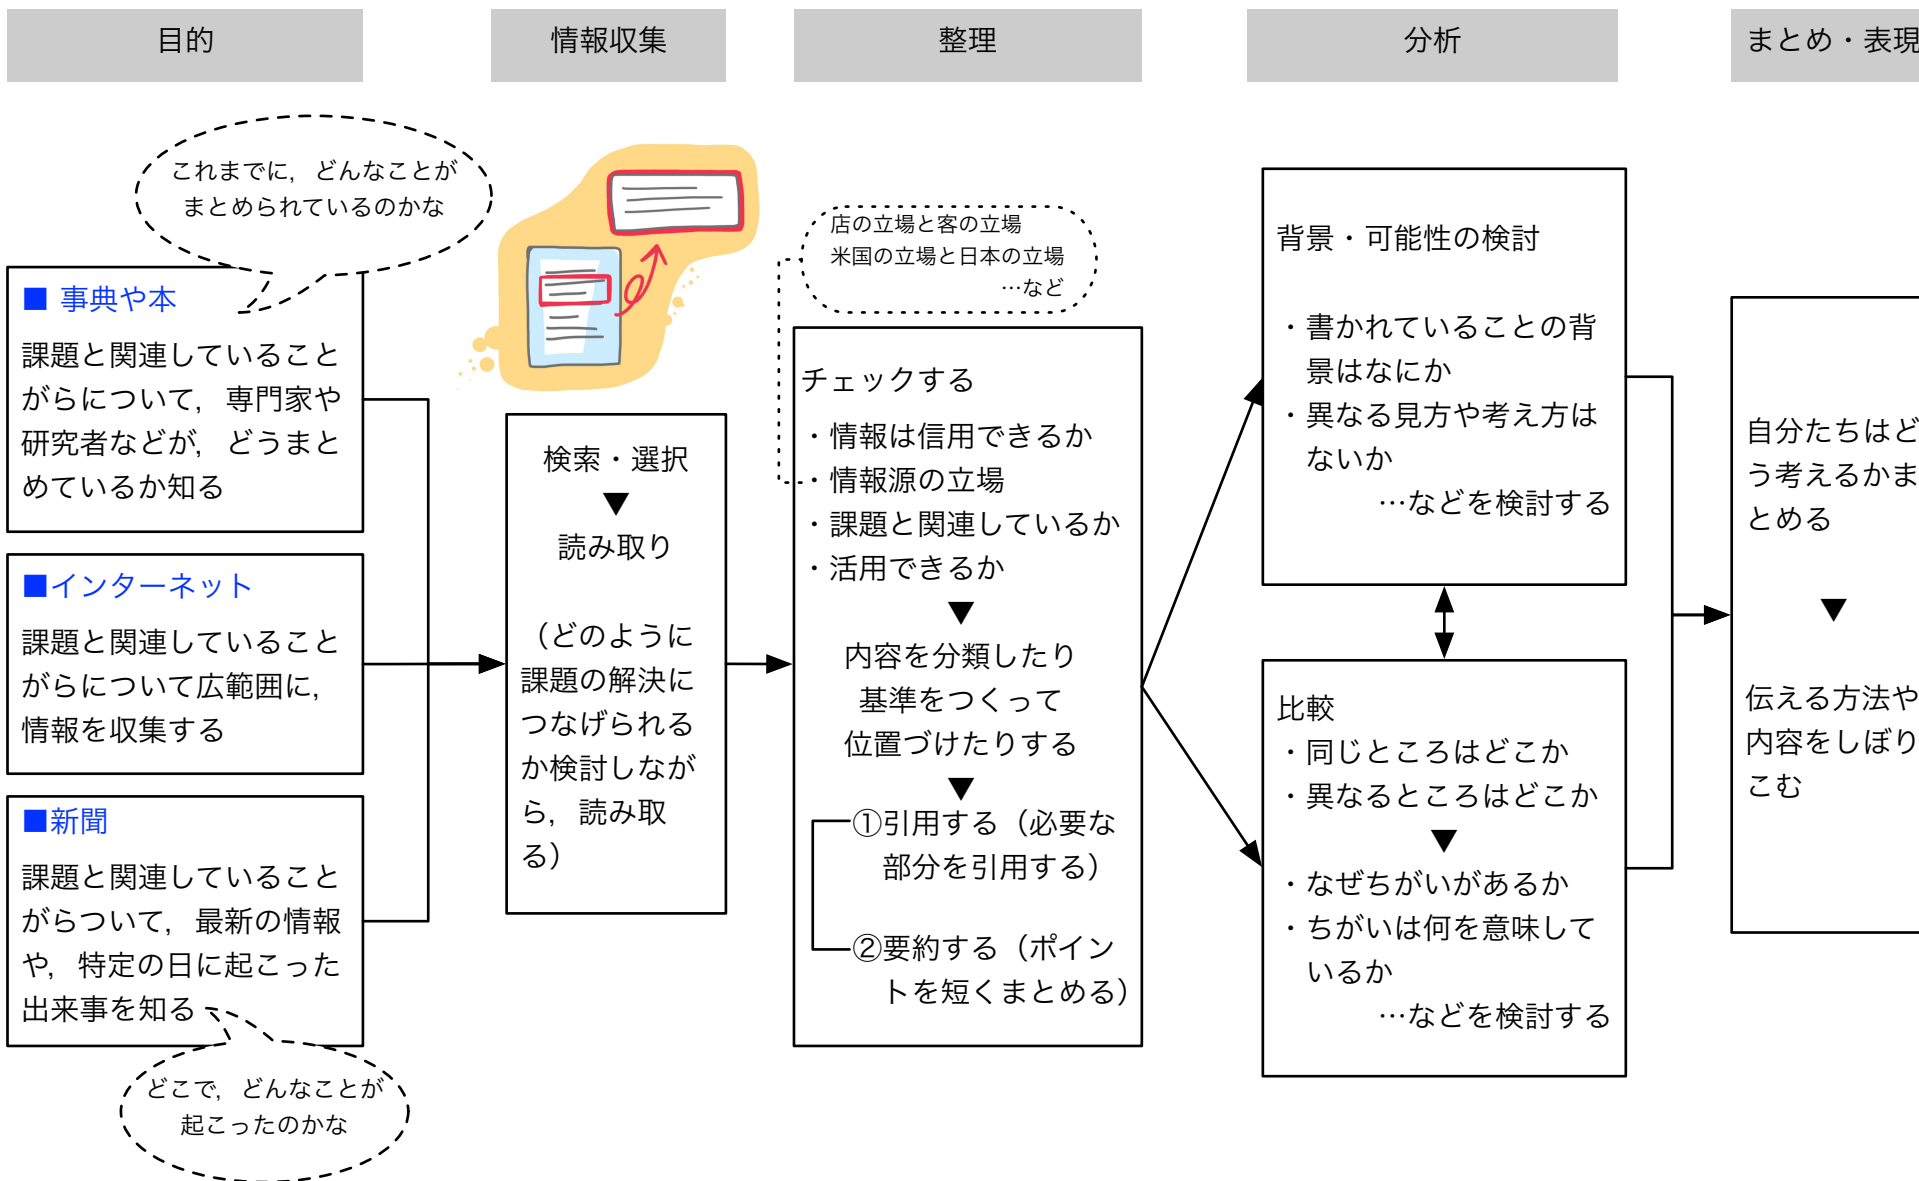 目的
情報収集
整理
分析
まとめ・表現
これまでに，どんなことが
まとめられているのかな
■ 事典や本
課題と関連していること
がらについて，専門家や
研究者などが，どうまと
めているか知る
■インターネット
課題と関連していること
がらについて広範囲に，
情報を収集する
■新聞
課題と関連していること
がらついて，最新の情報
や，特定の日に起こった
出来事を知る
どこで，どんなことが
起こったのかな
検索・選択
▼
読み取り
（どのように
課題の解決に
つなげられる
か検討しなが
ら，読み取
る）
店の立場と客の立場
米国の立場と日本の立場
…など
チェックする
・情報は信用できるか
・情報源の立場
・課題と関連しているか
・活用できるか
▼
内容を分類したり
基準をつくって
位置づけたりする
▼
①引用する（必要な
部分を引用する）
②要約する（ポイン
トを短くまとめる）
背景・可能性の検討
・書かれていることの背
景はなにか
・異なる見方や考え方は
ないか
…などを検討する
比較
・同じところはどこか
・異なるところはどこか
▼
・なぜちがいがあるか
・ちがいは何を意味して
いるか
…などを検討する
自分たちはど
う考えるかま
とめる
▼
伝える方法や
内容をしぼり
こむ